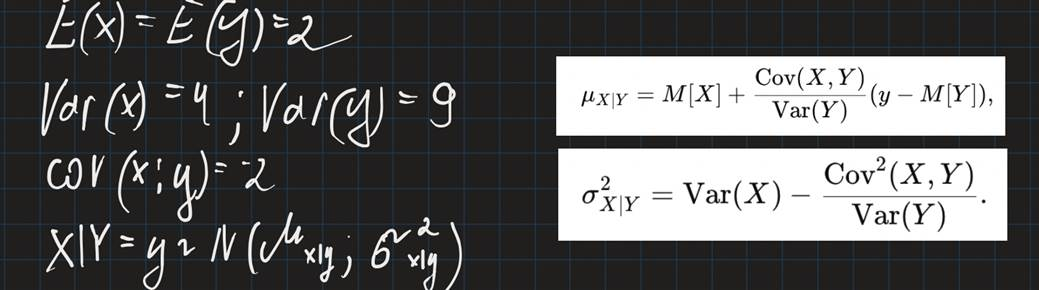 E(x) = E(y) = 2
Var(x) = 4 ; Var(y) = 9
cov(x;y) = -2
X|Y = y ~ N(μ_{x|y}; σ²_{x|y})
μ_{X|Y} = M[X] + Cov(X, Y)/Var(Y) (y − M[Y]),
σ²_{X|Y} = Var(X) − Cov²(X, Y)/Var(Y).